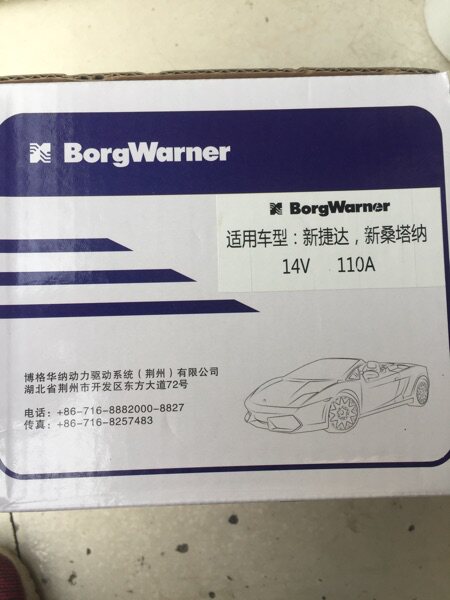 BorgWarner
BorgWarner
适用车型：新捷达，新桑塔纳
14V 110A
博格华纳动力驱动系统（荆州）有限公司
湖北省荆州市开发区东方大道72号
电话：+86-716-8882000-8827
传真：+86-716-8257483